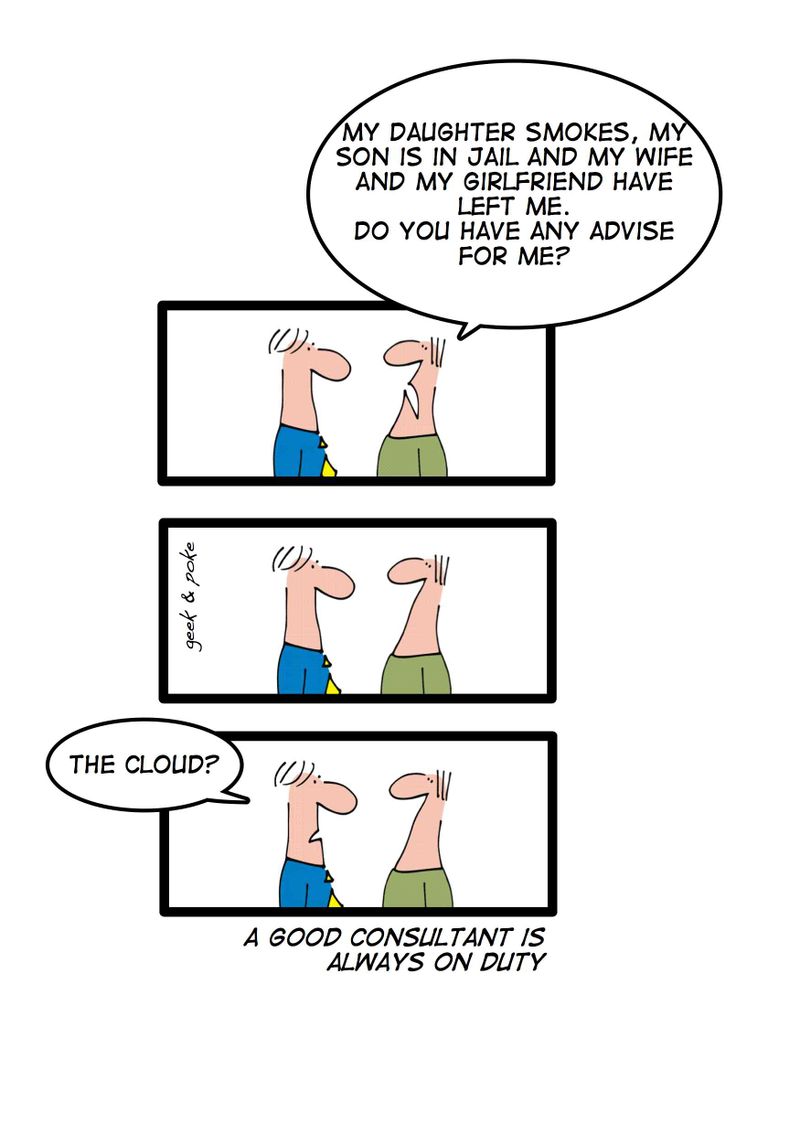 MY DAUGHTER SMOKES, MY
SON IS IN JAIL AND MY WIFE
AND MY GIRLFRIEND HAVE
LEFT ME.
DO YOU HAVE ANY ADVISE
FOR ME?
geek & poke
THE CLOUD?
A GOOD CONSULTANT IS
ALWAYS ON DUTY